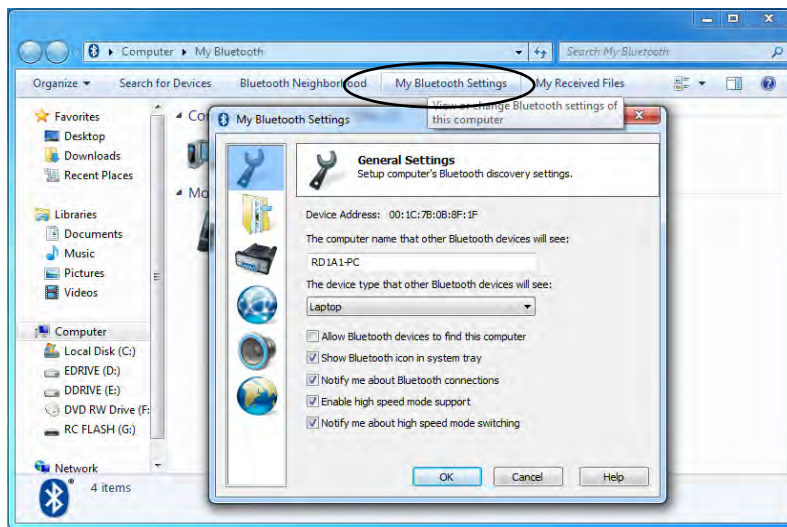 Computer ▸ My Bluetooth
Search My Bluetooth
Organize ▾ Search for Devices Bluetooth Neighborhood My Bluetooth Settings My Received Files
View or change Bluetooth settings of
this computer
Favorites
Desktop
Downloads
Recent Places
Libraries
Documents
Music
Pictures
Videos
Computer
Local Disk (C:)
EDRIVE (D:)
DDRIVE (E:)
DVD RW Drive (F:
RC FLASH (G:)
Network
4 items
Co
Mo
My Bluetooth Settings
General Settings
Setup computer's Bluetooth discovery settings.
Device Address: 00:1C:7B:0B:8F:1F
The computer name that other Bluetooth devices will see:
RD1A1-PC
The device type that other Bluetooth devices will see:
Laptop
Allow Bluetooth devices to find this computer
Show Bluetooth icon in system tray
Notify me about Bluetooth connections
Enable high speed mode support
Notify me about high speed mode switching
OK Cancel Help